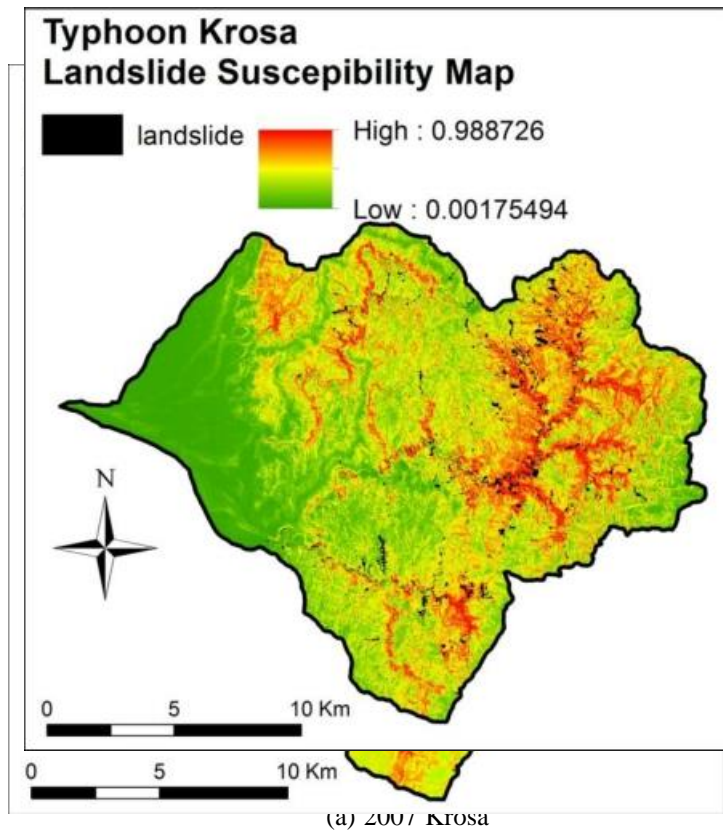 Typhoon Krosa
Landslide Suscepibility Map
landslide
High : 0.988726
Low : 0.00175494
N
0 5 10 Km
0 5 10 Km
(a) 2007 Krosa